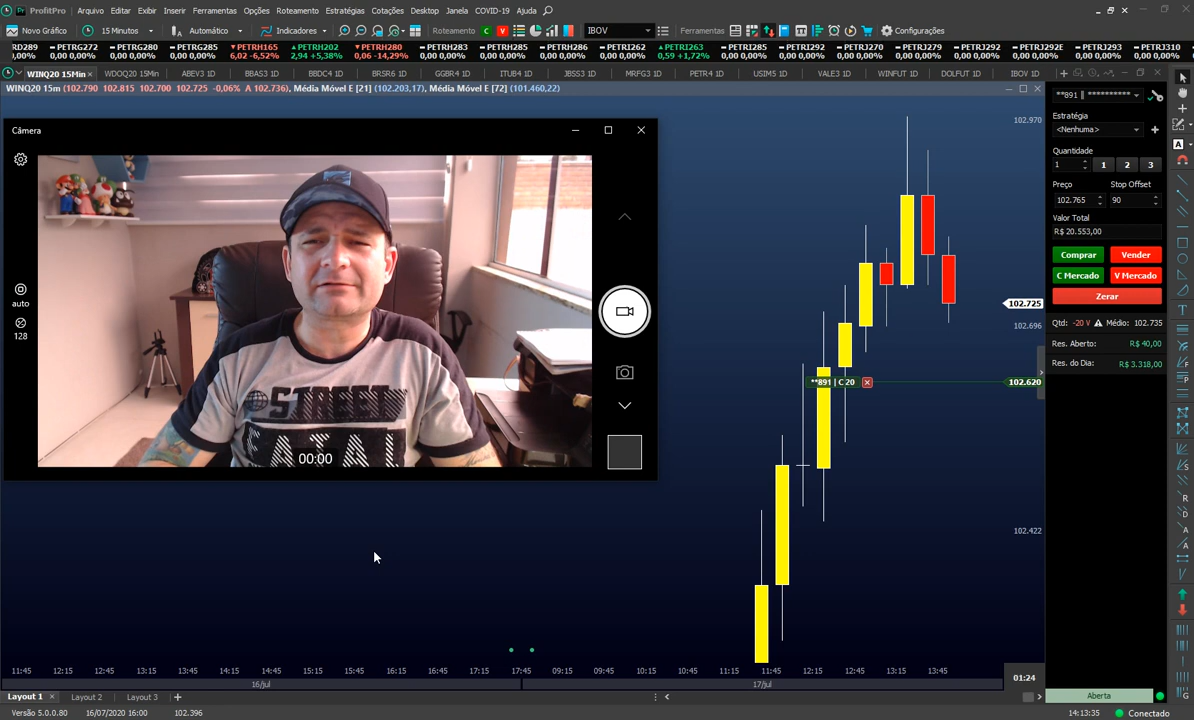 ProfitPro Arquivo Editar Exibir Inserir Ferramentas Opções Roteamento Estratégias Cotações Desktop Janela COVID-19 Ajuda
Novo Gráfico 15 Minutos Automático Indicadores Roteamento C V IBOV Ferramentas Configurações
RD289 PETRG272 PETRG280 PETRG285 PETRH165 PETRH202 PETRH280 PETRH283 PETRH285 PETRH286 PETRI262 PETRI263 PETRI285 PETRI292 PETRJ270 PETRJ279 PETRJ292 PETRJ292E PETRJ293 PETRJ310
0,00% 0,00 0,00% 0,00 0,00% 0,00 0,00% 6,02 -6,52% 2,94 +5,38% 0,06 -14,29% 0,00 0,00% 0,00 0,00% 0,00 0,00% 0,00 0,00% 0,59 +1,72% 0,00 0,00% 0,00 0,00% 0,00 0,00% 0,00 0,00% 0,00 0,00% 0,00 0,00% 0,00 0,00% 0,00 0,00%
WINQ20 15Min WDOQ20 15Min ABEV3 1D BBAS3 1D BBDC4 1D BRSR6 1D GGBR4 1D ITUB4 1D JBSS3 1D MRFG3 1D PETR4 1D USIM5 1D VALE3 1D WINFUT 1D DOLFUT 1D IBOV 1D
WINQ20 15m (102.790 102.815 102.700 102.725 -0,06% A 102.736), Média Móvel E [21] (102.203,17), Média Móvel E [72] (101.460,22)
Câmera
auto
128
STREET
FATAL
00:00
102.970
102.725
102.696
**891 | C 20
102.620
102.422
**891 | **********
Estratégia
<Nenhuma>
Quantidade
1 1 2 3
Preço Stop Offset
102.765 90
Valor Total
R$ 20.553,00
Comprar Vender
C Mercado V Mercado
Zerar
Qtd: -20 V Médio: 102.735
Res. Aberto: R$ 40,00
Res. do Dia: R$ 3.318,00
11:45 12:15 12:45 13:15 13:45 14:15 14:45 15:15 15:45 16:15 16:45 17:15 17:45 09:15 09:45 10:15 10:45 11:15 11:45 12:15 12:45 13:15 13:45
16/jul 17/jul
01:24
Layout 1 Layout 2 Layout 3
Aberta
Versão 5.0.0.80 16/07/2020 16:00 102.396 14:13:35 Conectado